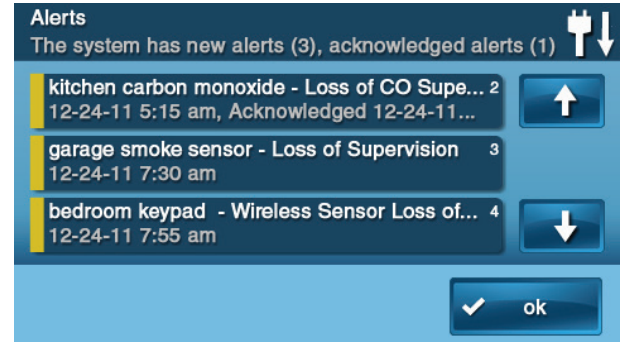 Alerts
The system has new alerts (3), acknowledged alerts (1)
kitchen carbon monoxide - Loss of CO Supe... 2
12-24-11 5:15 am, Acknowledged 12-24-11...
garage smoke sensor - Loss of Supervision 3
12-24-11 7:30 am
bedroom keypad - Wireless Sensor Loss of... 4
12-24-11 7:55 am
ok